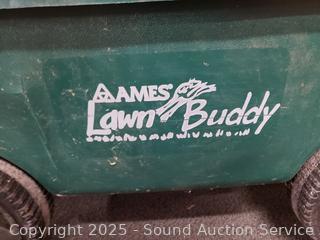 AMES
Lawn Buddy
Copyright 2025 - Sound Auction Service